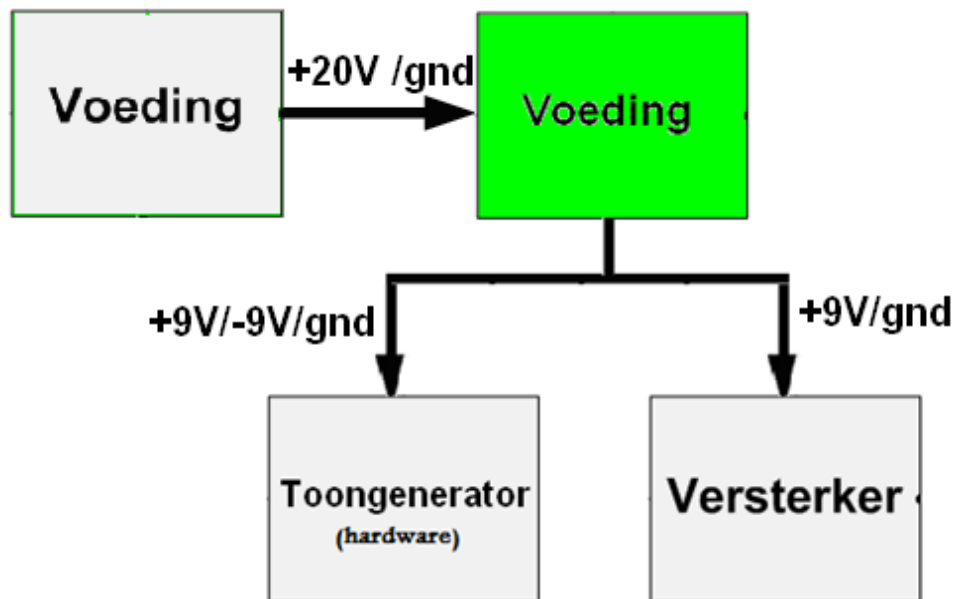 Voeding
+20V /gnd
Voeding
+9V/-9V/gnd
+9V/gnd
Toongenerator
(hardware)
Versterker